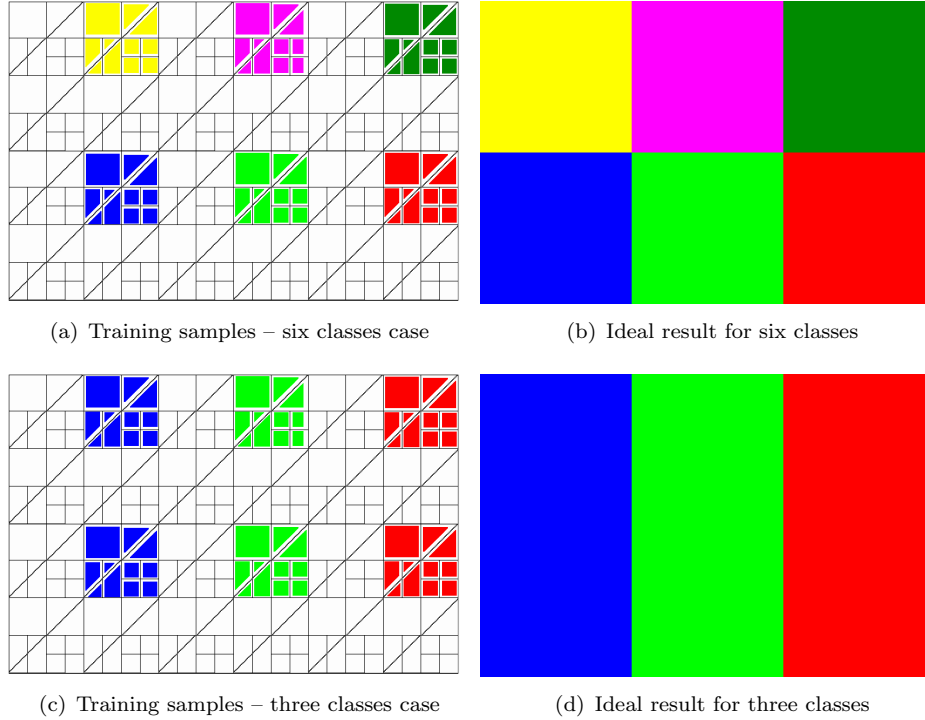 (a) Training samples – six classes case
(b) Ideal result for six classes
(c) Training samples – three classes case
(d) Ideal result for three classes